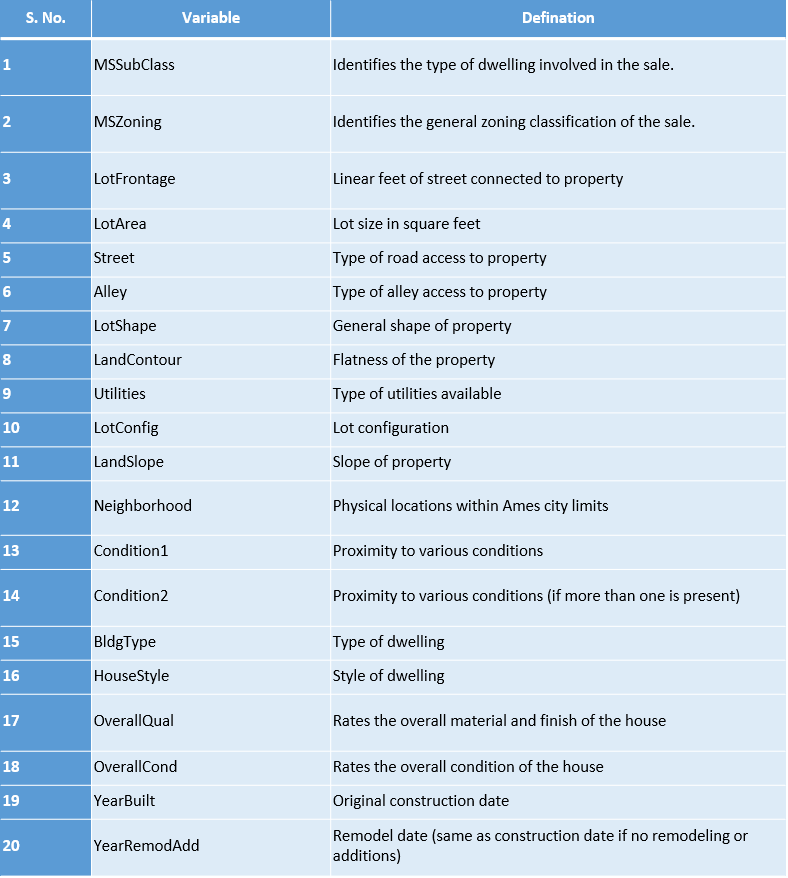 S. No. Variable Defination
1 MSSubClass Identifies the type of dwelling involved in the sale.
2 MSZoning Identifies the general zoning classification of the sale.
3 LotFrontage Linear feet of street connected to property
4 LotArea Lot size in square feet
5 Street Type of road access to property
6 Alley Type of alley access to property
7 LotShape General shape of property
8 LandContour Flatness of the property
9 Utilities Type of utilities available
10 LotConfig Lot configuration
11 LandSlope Slope of property
12 Neighborhood Physical locations within Ames city limits
13 Condition1 Proximity to various conditions
14 Condition2 Proximity to various conditions (if more than one is present)
15 BldgType Type of dwelling
16 HouseStyle Style of dwelling
17 OverallQual Rates the overall material and finish of the house
18 OverallCond Rates the overall condition of the house
19 YearBuilt Original construction date
20 YearRemodAdd Remodel date (same as construction date if no remodeling or
additions)